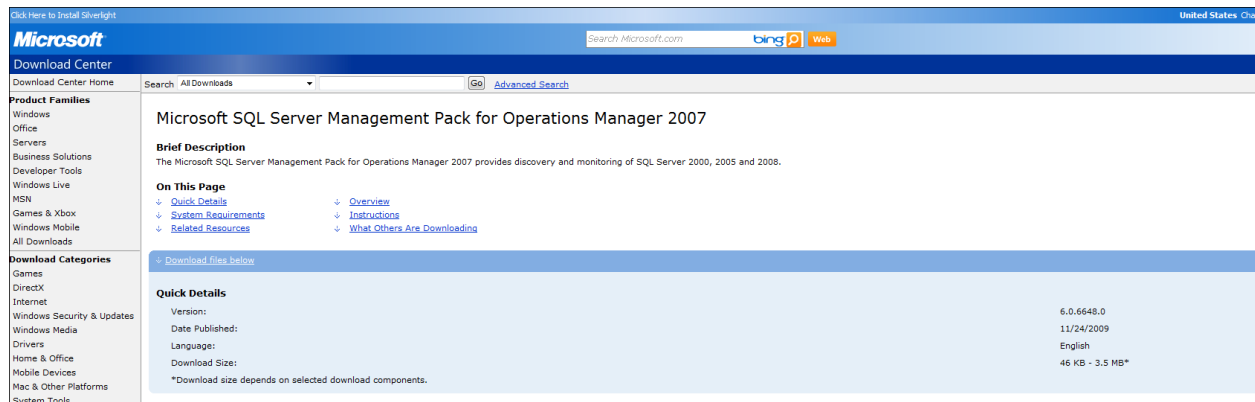 Click Here to Install Silverlight
United States Cha
Microsoft
Search Microsoft.com
bing
Web
Download Center
Download Center Home
Search All Downloads Go Advanced Search
Product Families
Windows
Office
Servers
Business Solutions
Developer Tools
Windows Live
MSN
Games & Xbox
Windows Mobile
All Downloads
Download Categories
Games
DirectX
Internet
Windows Security & Updates
Windows Media
Drivers
Home & Office
Mobile Devices
Mac & Other Platforms
System Tools
Microsoft SQL Server Management Pack for Operations Manager 2007
Brief Description
The Microsoft SQL Server Management Pack for Operations Manager 2007 provides discovery and monitoring of SQL Server 2000, 2005 and 2008.
On This Page
↓ Quick Details
↓ Overview
↓ System Requirements
↓ Instructions
↓ Related Resources
↓ What Others Are Downloading
↓ Download files below
Quick Details
Version: 6.0.6648.0
Date Published: 11/24/2009
Language: English
Download Size: 46 KB - 3.5 MB*
*Download size depends on selected download components.